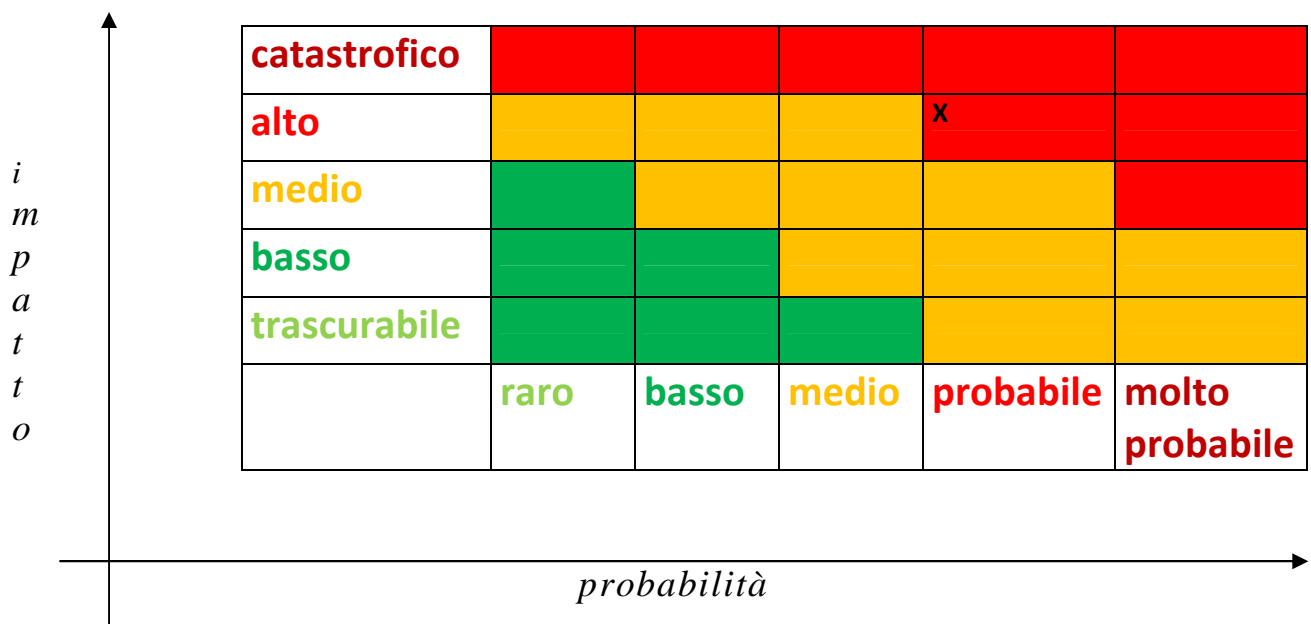 catastrofico
alto x
medio
basso
trascurabile
raro basso medio probabile molto
probabile
i
m
p
a
t
t
o
probabilità